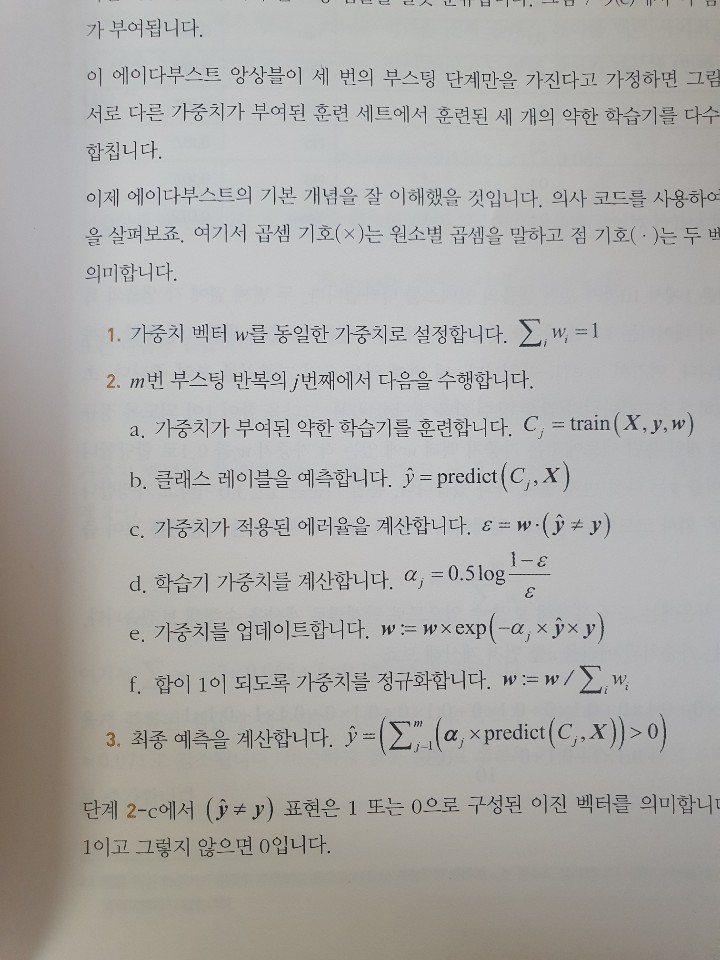 가 부여됩니다.
이 에이다부스트 앙상블이 세 번의 부스팅 단계만을 가진다고 가정하면 그림
서로 다른 가중치가 부여된 훈련 세트에서 훈련된 세 개의 약한 학습기를 다수
합칩니다.
이제 에이다부스트의 기본 개념을 잘 이해했을 것입니다. 의사 코드를 사용하여
을 살펴보죠. 여기서 곱셈 기호(×)는 원소별 곱셈을 말하고 점 기호(·)는 두 벡
의미합니다.
1. 가중치 벡터 w를 동일한 가중치로 설정합니다. ∑ᵢ wᵢ = 1
2. m번 부스팅 반복의 j번째에서 다음을 수행합니다.
a. 가중치가 부여된 약한 학습기를 훈련합니다. Cⱼ = train(X, y, w)
b. 클래스 레이블을 예측합니다. ŷ = predict(Cⱼ, X)
c. 가중치가 적용된 에러율을 계산합니다. ε = w·(ŷ ≠ y)
d. 학습기 가중치를 계산합니다. αⱼ = 0.5log (1−ε)/ε
e. 가중치를 업데이트합니다. w := w × exp(−αⱼ × ŷ × y)
f. 합이 1이 되도록 가중치를 정규화합니다. w := w / ∑ᵢ wᵢ
3. 최종 예측을 계산합니다. ŷ = (∑ᵐⱼ₌₁(αⱼ × predict(Cⱼ, X)) > 0)
단계 2-c에서 (ŷ ≠ y) 표현은 1 또는 0으로 구성된 이진 벡터를 의미합니다
1이고 그렇지 않으면 0입니다.